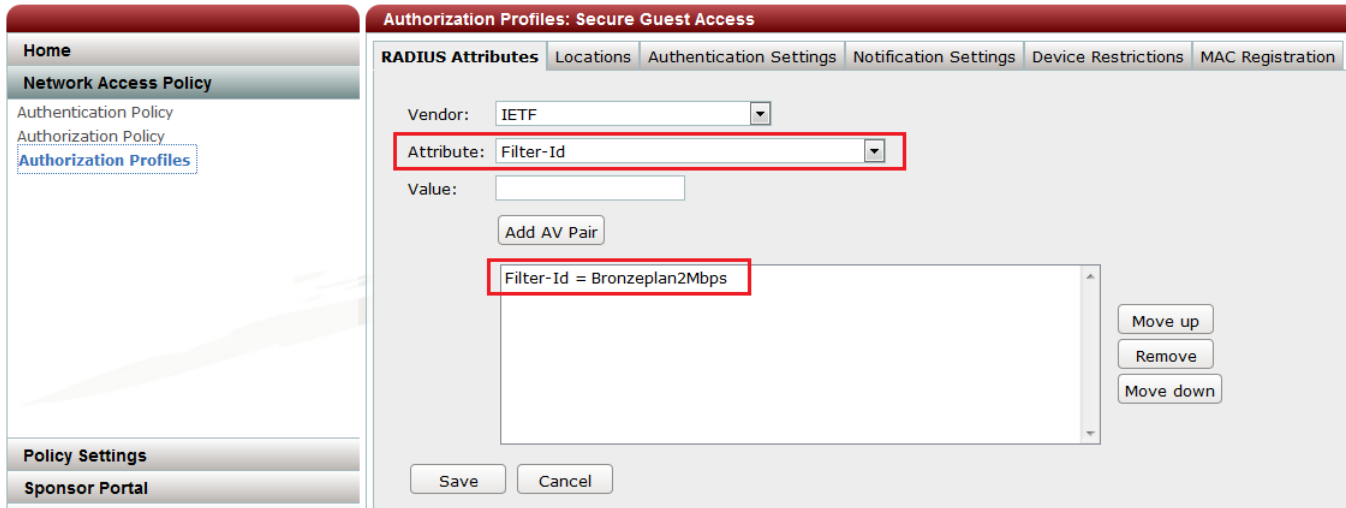 Authorization Profiles: Secure Guest Access
Home
Network Access Policy
Authentication Policy
Authorization Policy
Authorization Profiles
Policy Settings
Sponsor Portal
RADIUS Attributes Locations Authentication Settings Notification Settings Device Restrictions MAC Registration
Vendor: IETF
Attribute: Filter-Id
Value:
Add AV Pair
Filter-Id = Bronzeplan2Mbps
Move up
Remove
Move down
Save Cancel